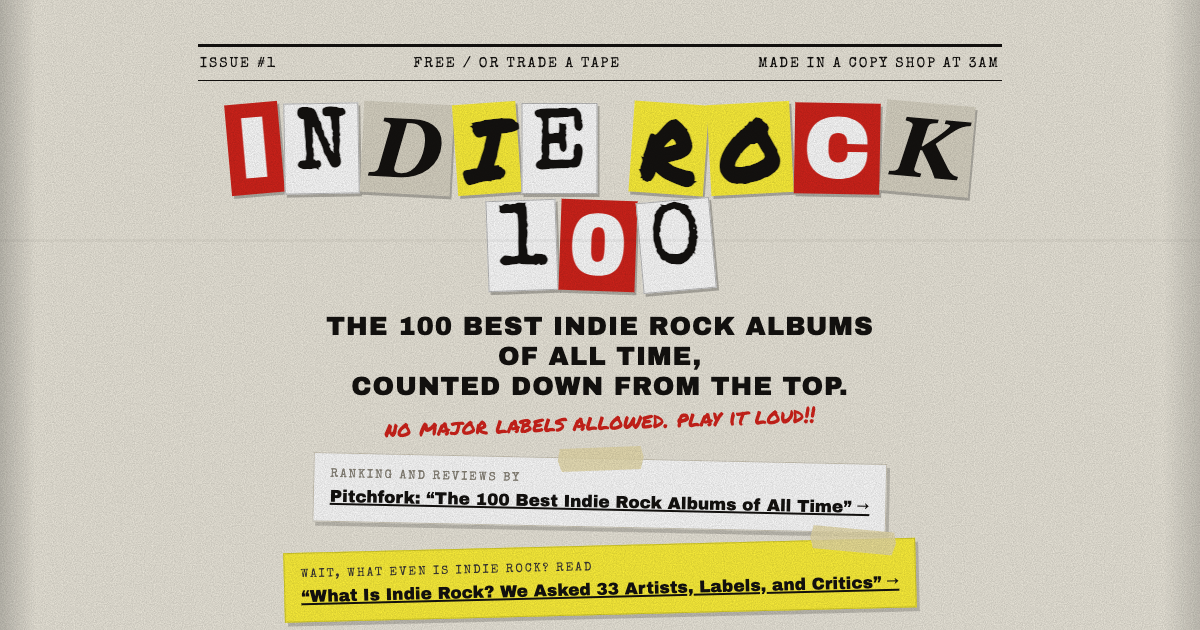 ISSUE #1 FREE / OR TRADE A TAPE MADE IN A COPY SHOP AT 3AM
INDIE ROCK
100
THE 100 BEST INDIE ROCK ALBUMS
OF ALL TIME,
COUNTED DOWN FROM THE TOP.
NO MAJOR LABELS ALLOWED. PLAY IT LOUD!!
RANKING AND REVIEWS BY
Pitchfork: “The 100 Best Indie Rock Albums of All Time” →
WAIT, WHAT EVEN IS INDIE ROCK? READ
“What Is Indie Rock? We Asked 33 Artists, Labels, and Critics” →